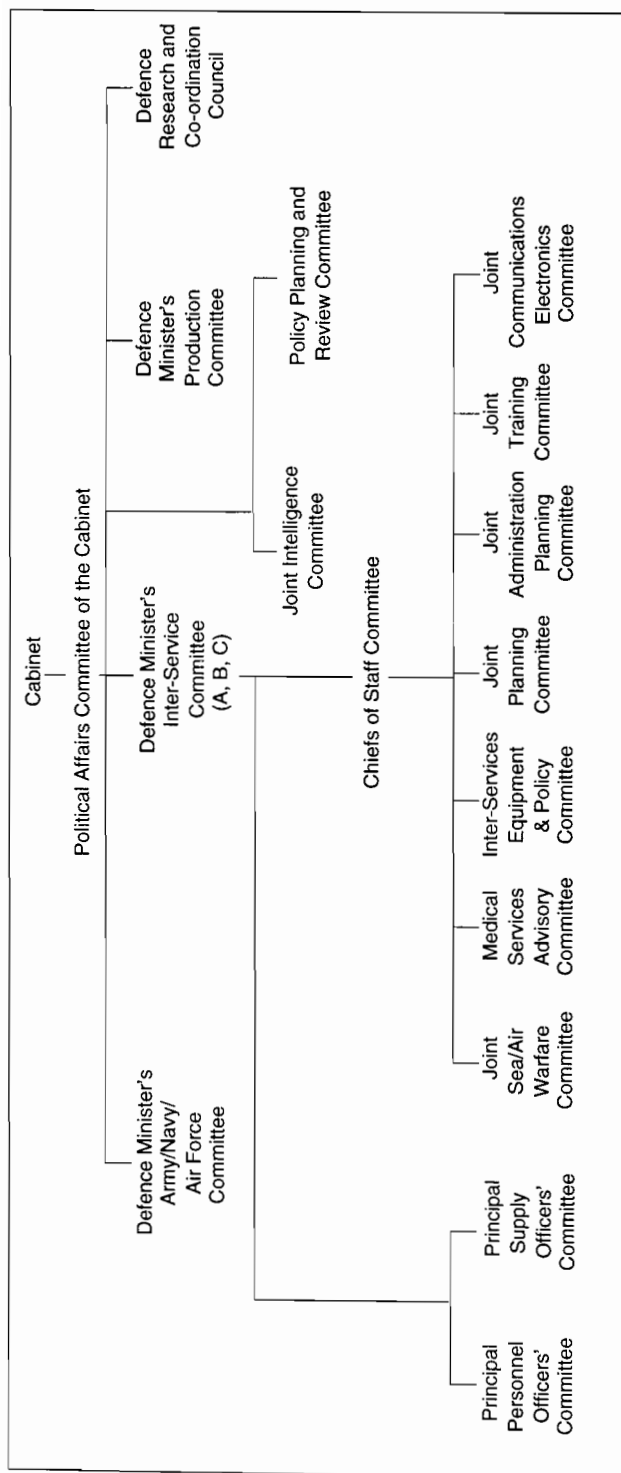 Cabinet
Political Affairs Committee of the Cabinet
Defence Minister's
Army/Navy/
Air Force
Committee
Defence Minister's
Inter-Service
Committee
(A, B, C)
Defence
Minister's
Production
Committee
Defence
Research and
Co-ordination
Council
Joint Intelligence
Committee
Policy Planning and
Review Committee
Chiefs of Staff Committee
Principal
Personnel
Officers'
Committee
Principal
Supply
Officers'
Committee
Joint
Sea/Air
Warfare
Committee
Medical
Services
Advisory
Committee
Inter-Services
Equipment
& Policy
Committee
Joint
Planning
Committee
Joint
Administration
Planning
Committee
Joint
Training
Committee
Joint
Communications
Electronics
Committee